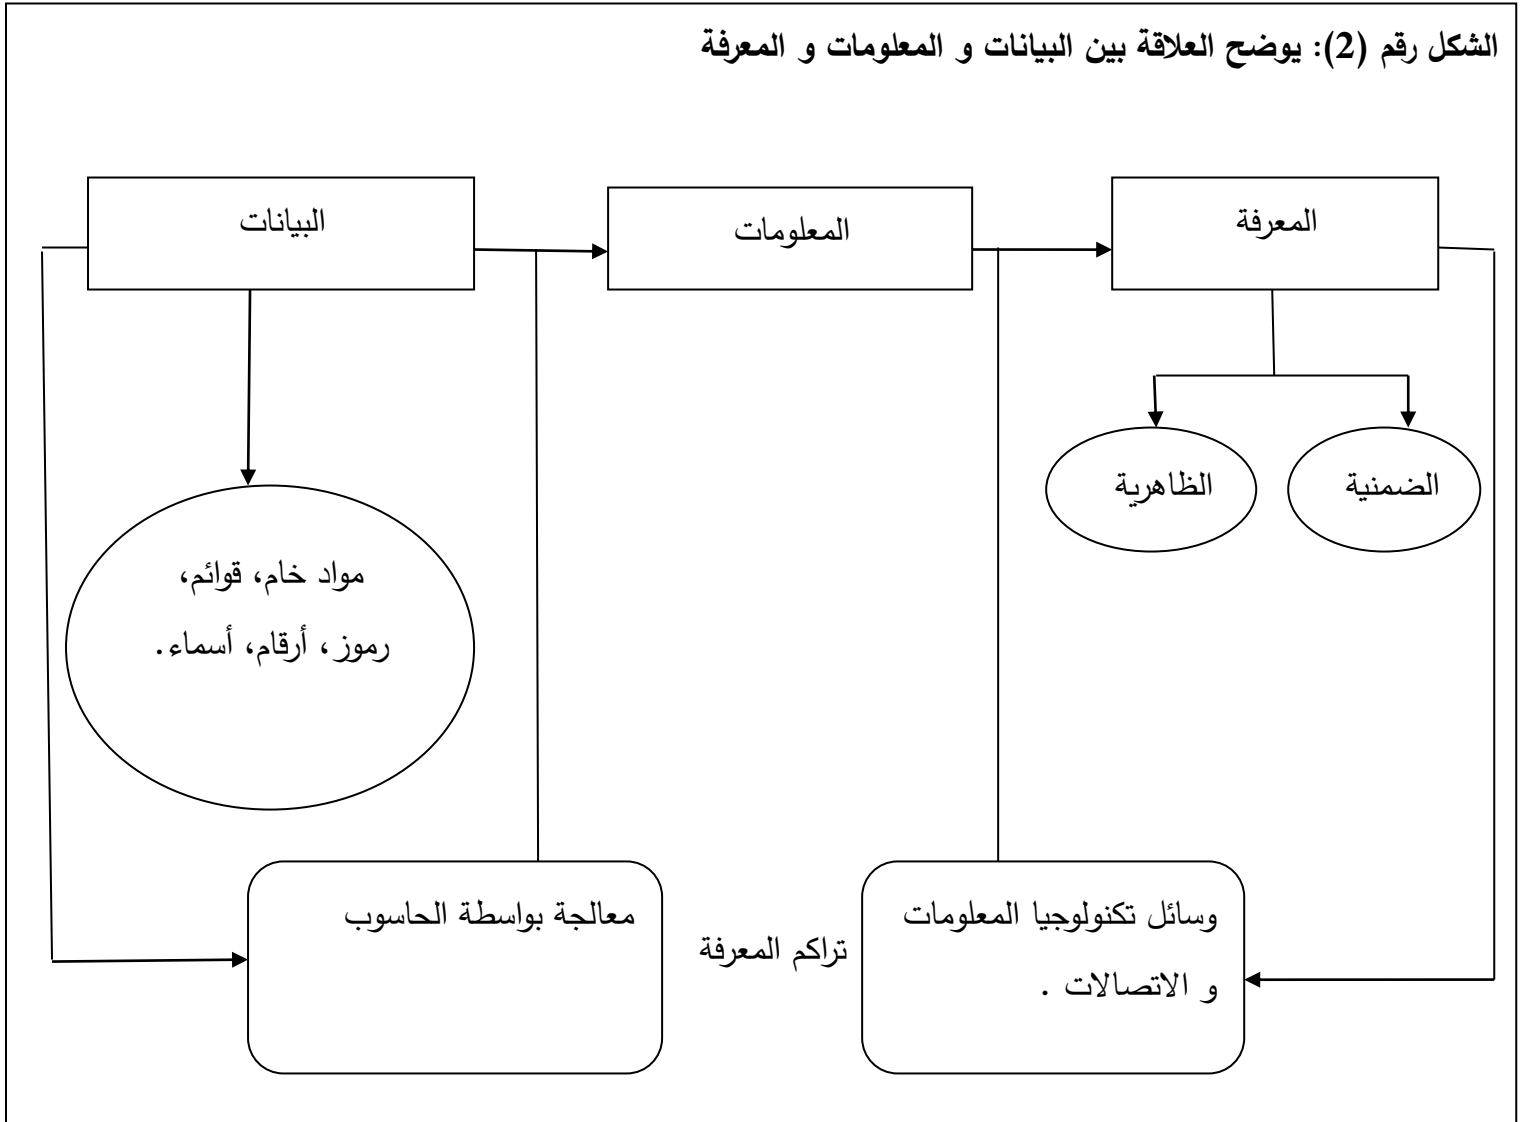 الشكل رقم (2): يوضح العلاقة بين البيانات و المعلومات و المعرفة
المعرفة
المعلومات
البيانات
الضمنية
الظاهرية
مواد خام، قوائم،
رموز، أرقام، أسماء.
وسائل تكنولوجيا المعلومات
و الاتصالات .
تراكم المعرفة
معالجة بواسطة الحاسوب